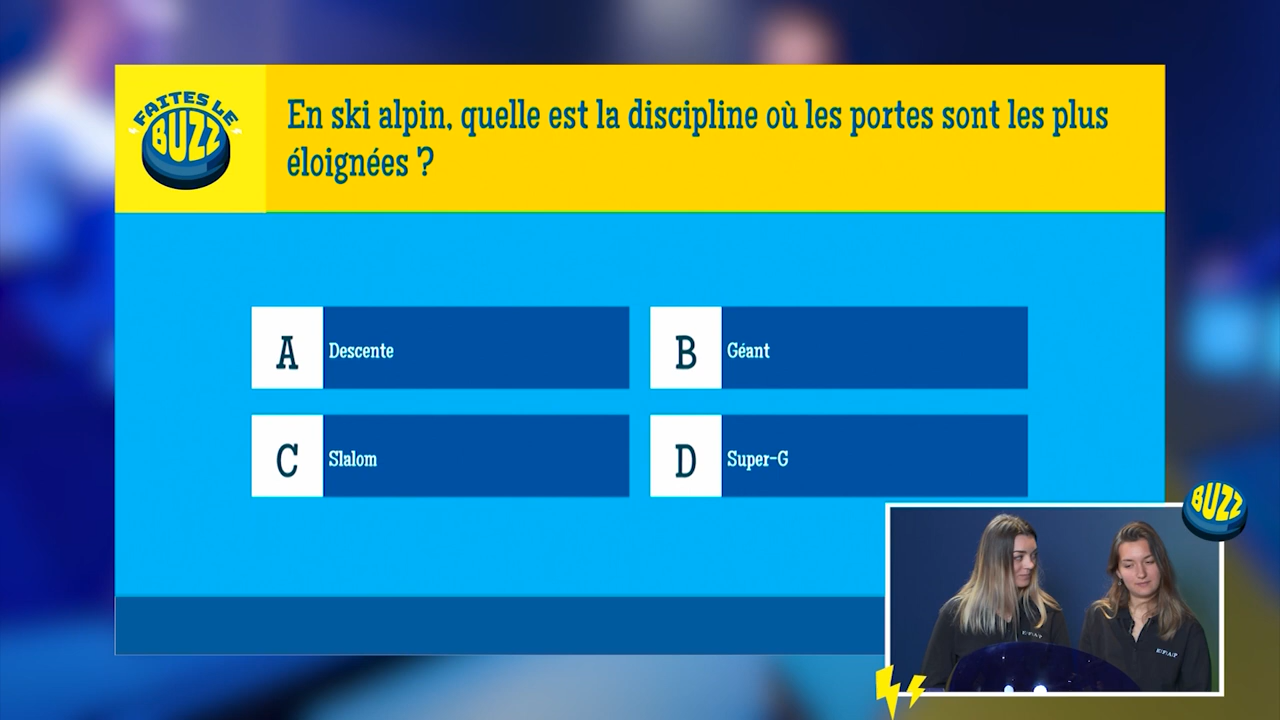 FAITES LE
BUZZ
En ski alpin, quelle est la discipline où les portes sont les plus
éloignées ?
A Descente
B Géant
C Slalom
D Super-G
BUZZ